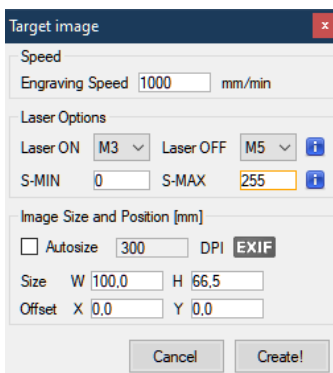 Target image x
Speed
Engraving Speed 1000 mm/min
Laser Options
Laser ON M3 Laser OFF M5 i
S-MIN 0 S-MAX 255 i
Image Size and Position [mm]
Autosize 300 DPI EXIF
Size W 100,0 H 66,5
Offset X 0,0 Y 0,0
Cancel Create!